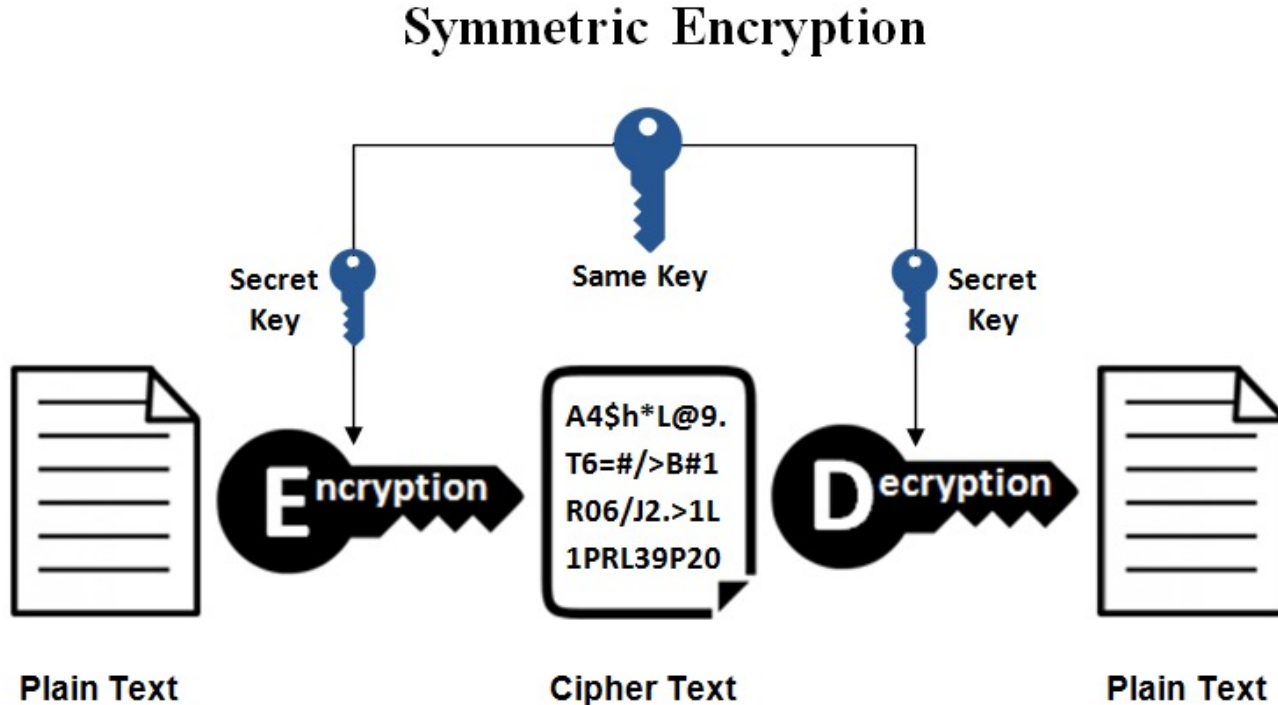 Symmetric Encryption
Secret
Key
Same Key
Secret
Key
Encryption
A4$h*L@9.
T6=#/>B#1
R06/J2.>1L
1PRL39P20
Decryption
Plain Text
Cipher Text
Plain Text